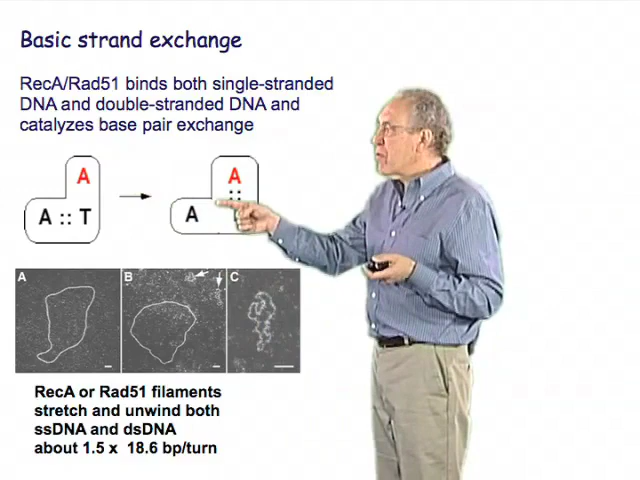 Basic strand exchange
RecA/Rad51 binds both single-stranded
DNA and double-stranded DNA and
catalyzes base pair exchange
A
A :: T
A
::
A
A
B
C
RecA or Rad51 filaments
stretch and unwind both
ssDNA and dsDNA
about 1.5 x 18.6 bp/turn